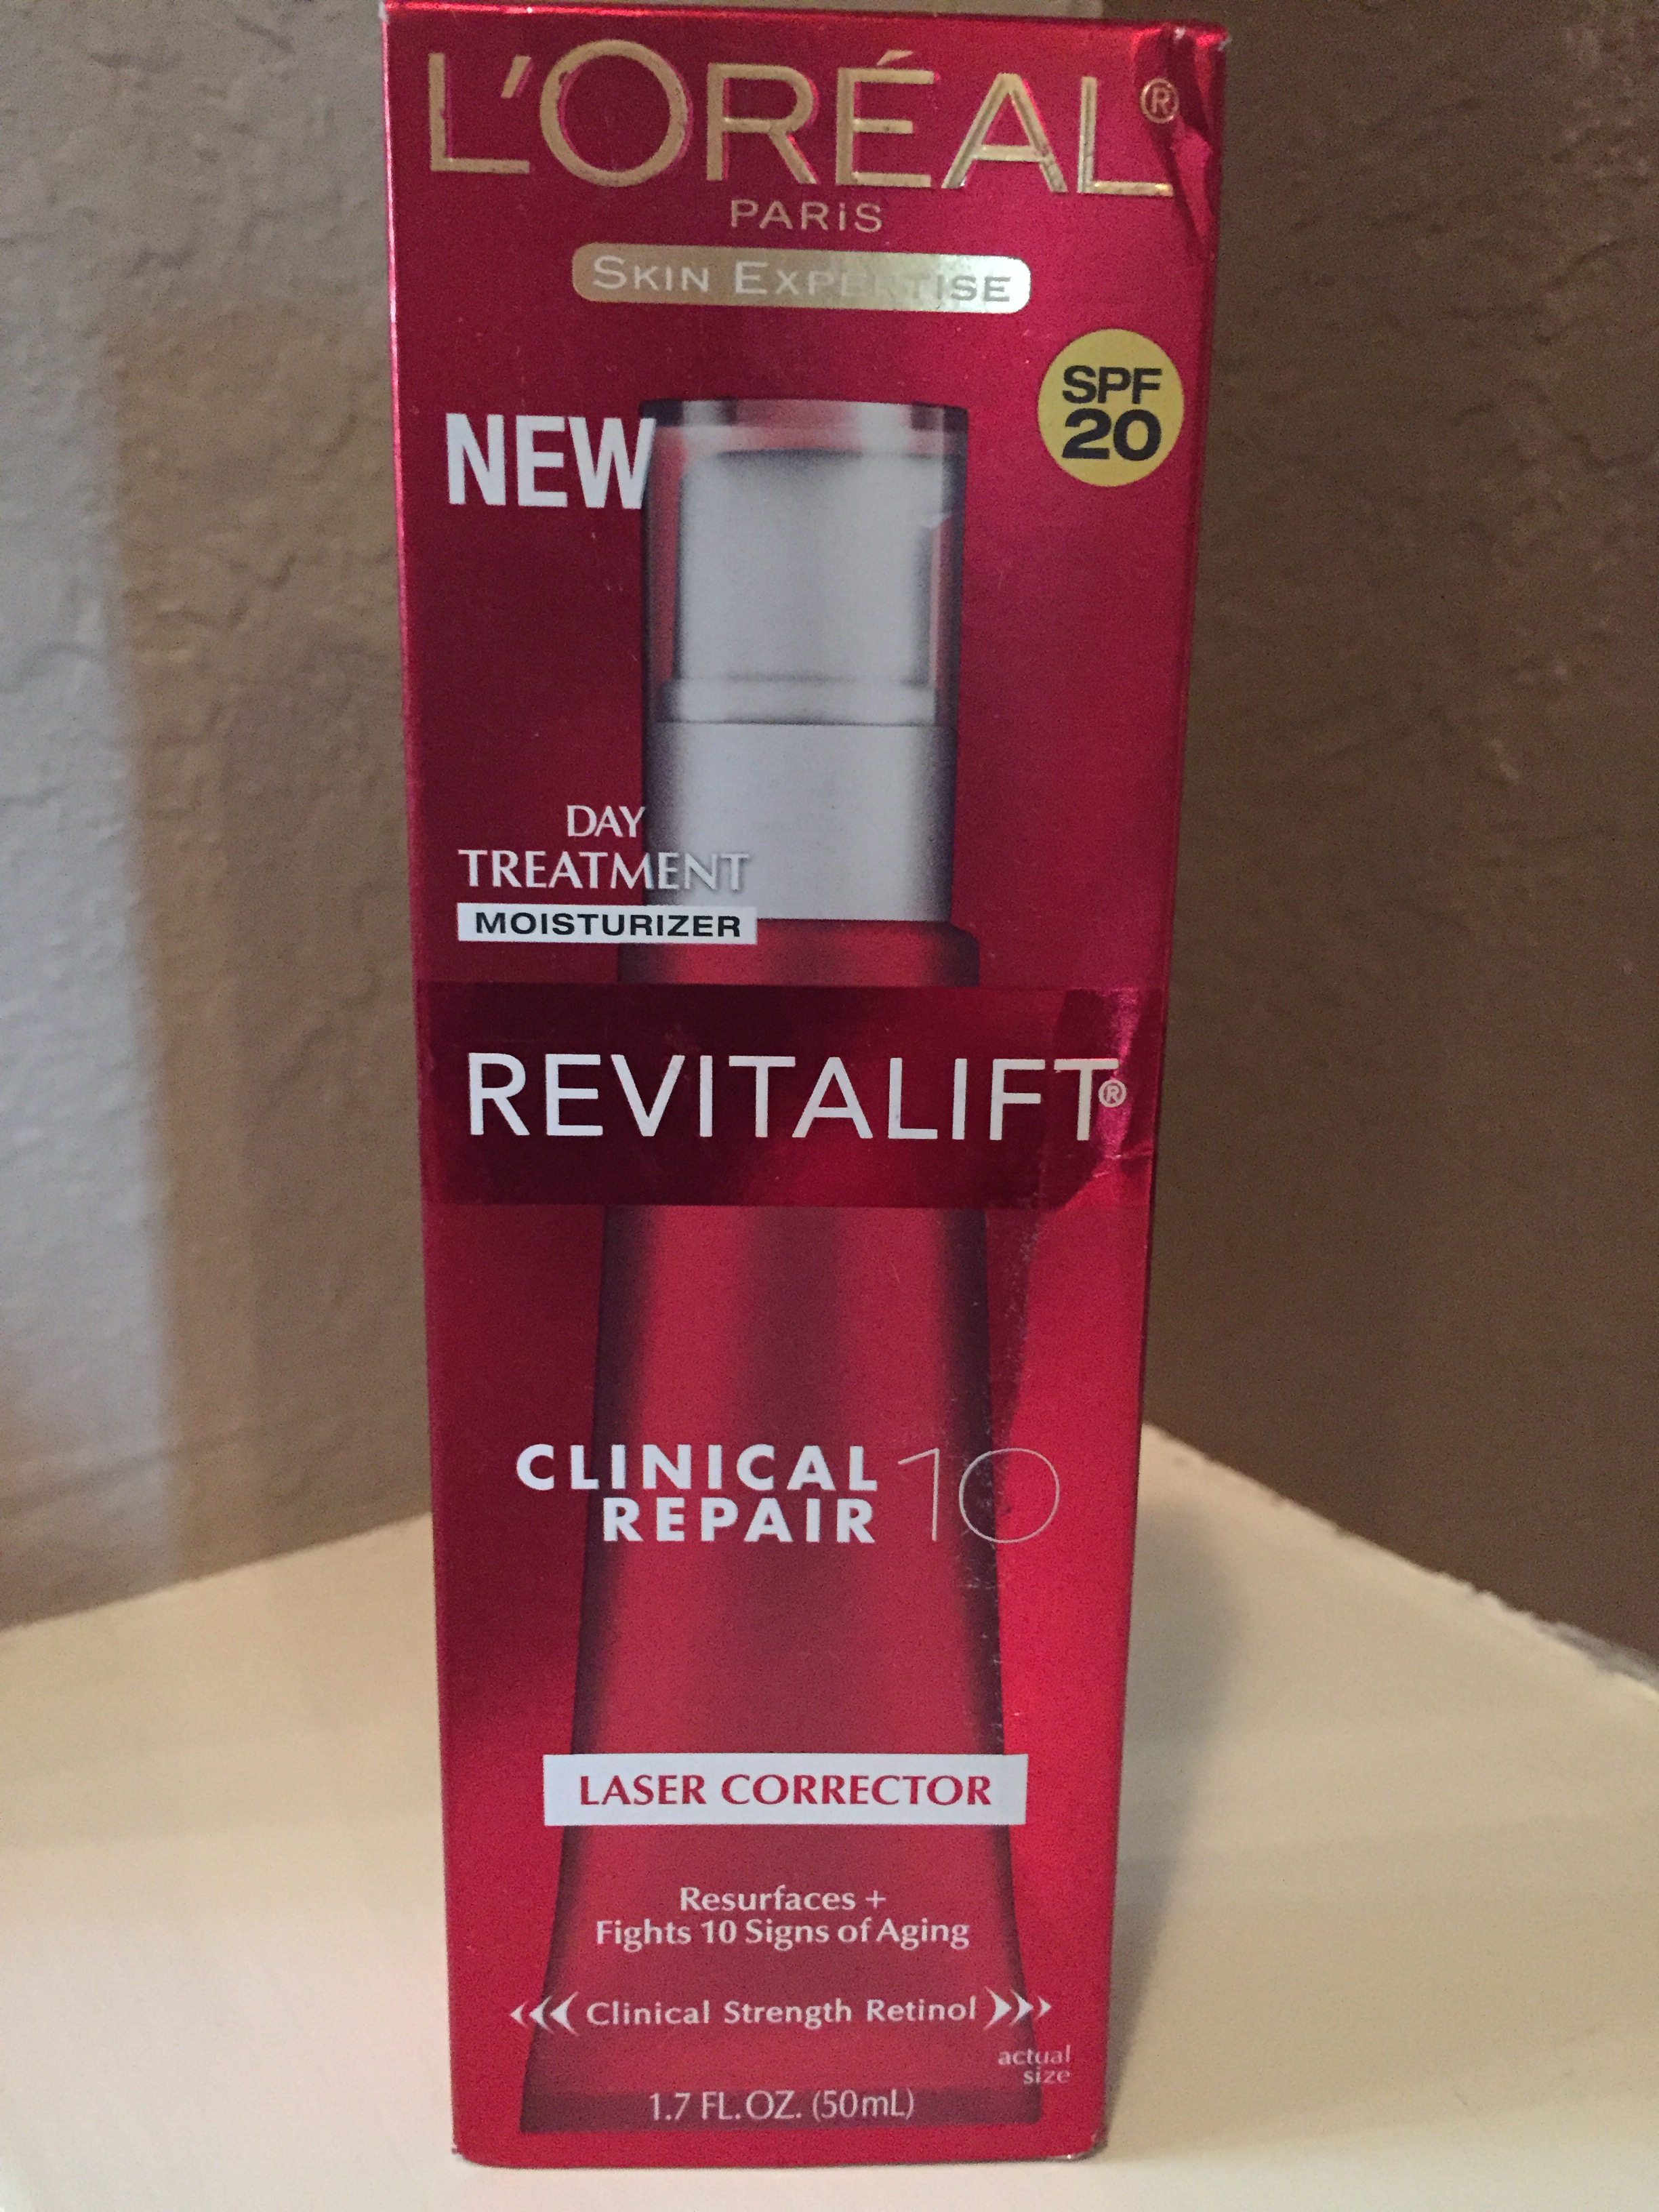 L'ORÉAL®
PARiS
SKIN EXPERTISE
SPF
20
NEW
DAY
TREATMENT
MOISTURIZER
REVITALIFT®
CLINICAL
REPAIR 10
LASER CORRECTOR
Resurfaces +
Fights 10 Signs of Aging
Clinical Strength Retinol
actual
size
1.7 FL.OZ. (50mL)